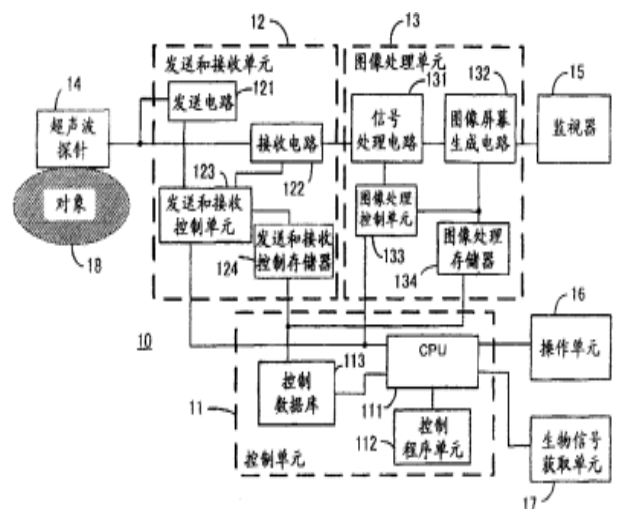 12
13
发送和接收单元
图像处理单元
14
发送电路
121
131
132
15
超声波
探针
信号
处理电路
图像屏幕
生成电路
监视器
接收电路
123
122
对象
发送和接收
控制单元
图像处理
控制单元
18
发送和接收
控制存储器
124
133
图像处理
存储器
134
16
10
CPU
操作单元
113
控制
数据库
11
111
控制
程序单元
112
生物信号
获取单元
控制单元
17